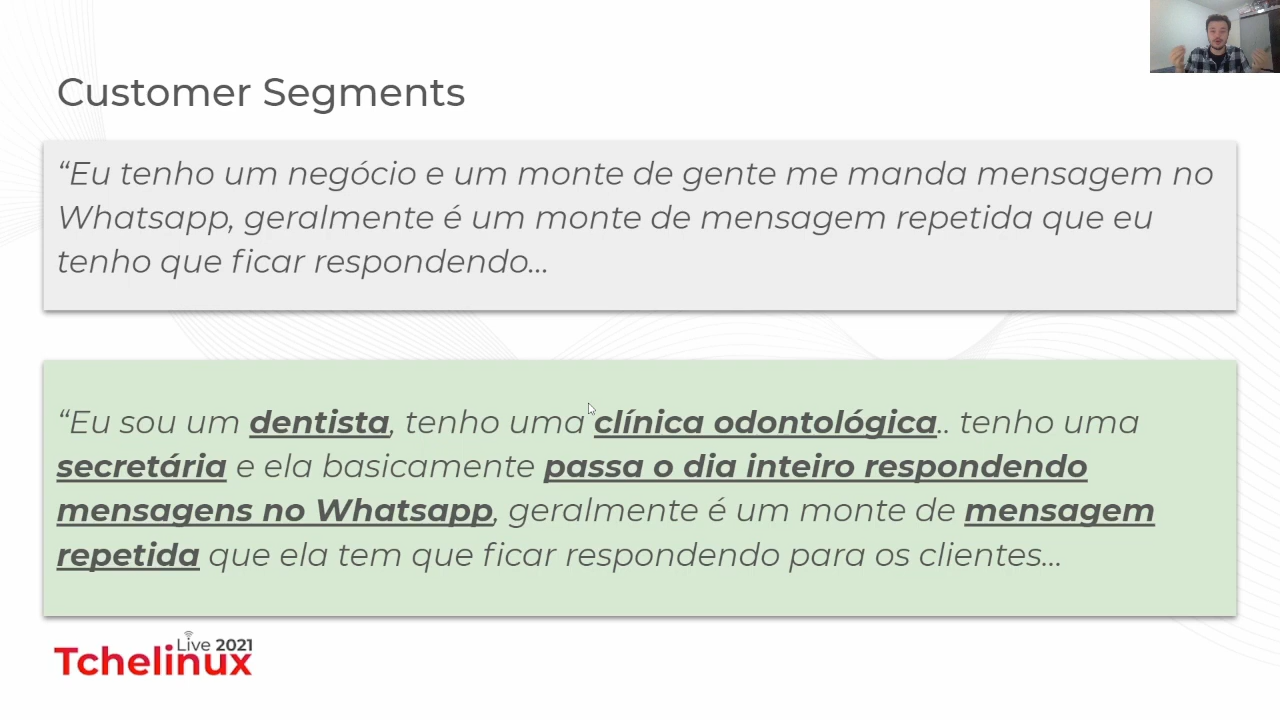 Customer Segments
“Eu tenho um negócio e um monte de gente me manda mensagem no
Whatsapp, geralmente é um monte de mensagem repetida que eu
tenho que ficar respondendo...
“Eu sou um dentista, tenho uma clínica odontológica.. tenho uma
secretária e ela basicamente passa o dia inteiro respondendo
mensagens no Whatsapp, geralmente é um monte de mensagem
repetida que ela tem que ficar respondendo para os clientes...
Live 2021
Tchelinux